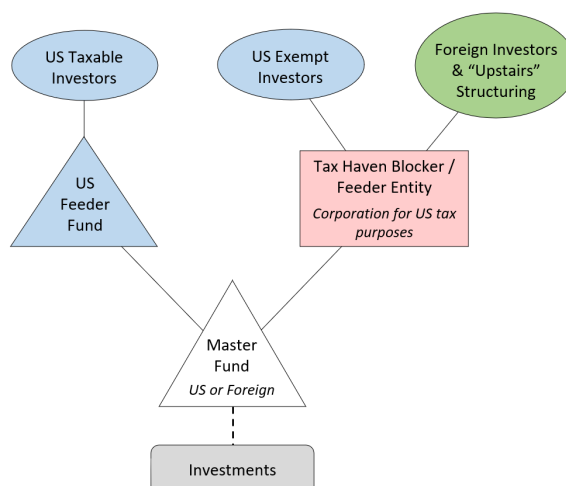 US Taxable
Investors
US Exempt
Investors
Foreign Investors
& “Upstairs”
Structuring
US
Feeder
Fund
Tax Haven Blocker /
Feeder Entity
Corporation for US tax
purposes
Master
Fund
US or Foreign
Investments